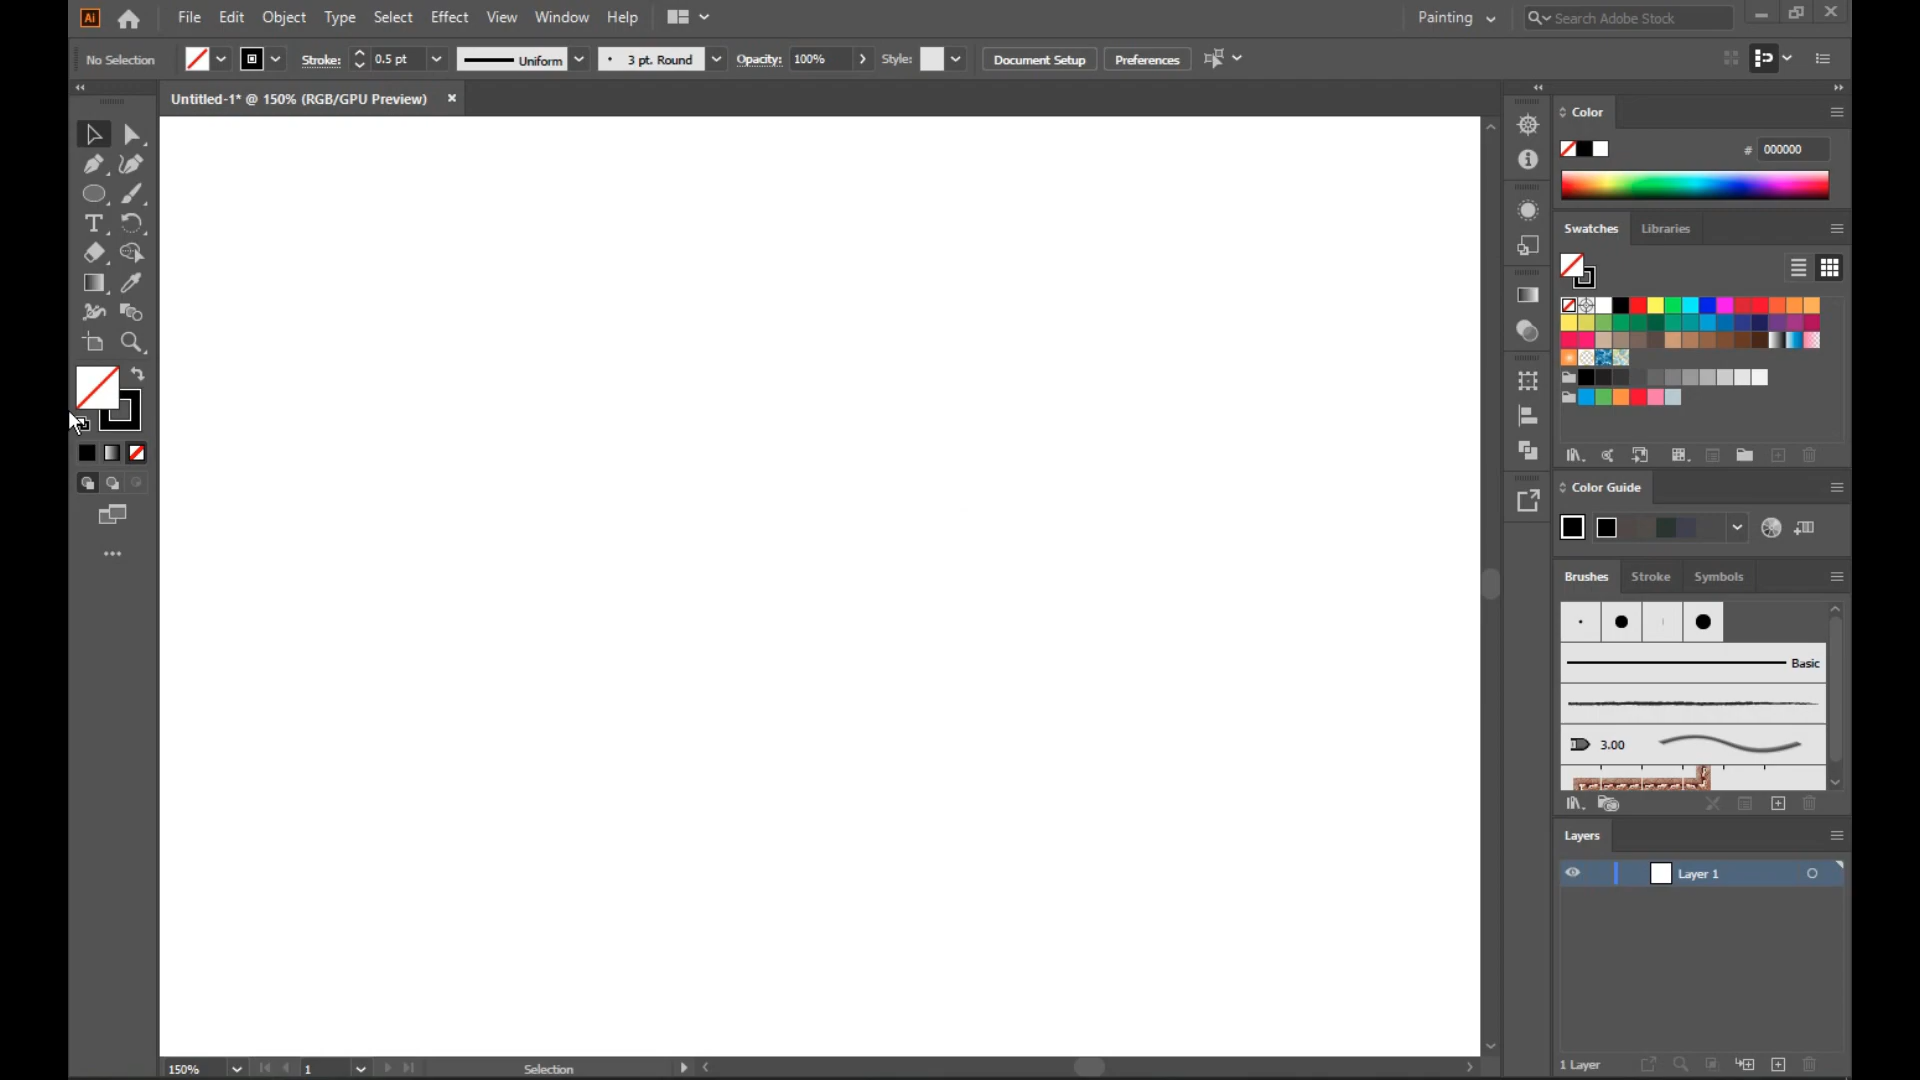 Ai File Edit Object Type Select Effect View Window Help Painting Search Adobe Stock
No Selection Stroke: 0.5 pt Uniform 3 pt. Round Opacity: 100% Style: Document Setup Preferences
Untitled-1* @ 150% (RGB/GPU Preview)
Color
# 000000
Swatches Libraries
Color Guide
Brushes Stroke Symbols
Basic
3.00
Layers
Layer 1
1 Layer
150% 1 Selection